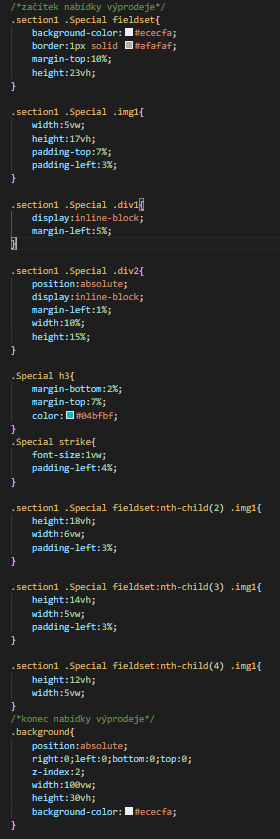 /*začítek nabídky výprodeje*/
.section1 .Special fieldset{
background-color:#ececfa;
border:1px solid #afafaf;
margin-top:10%;
height:23vh;
}
.section1 .Special .img1{
width:5vw;
height:17vh;
padding-top:7%;
padding-left:3%;
}
.section1 .Special .div1{
display:inline-block;
margin-left:5%;
}
.section1 .Special .div2{
position:absolute;
display:inline-block;
margin-left:1%;
width:10%;
height:15%;
}
.Special h3{
margin-bottom:2%;
margin-top:7%;
color:#04bfbf;
}
.Special strike{
font-size:1vw;
padding-left:4%;
}
.section1 .Special fieldset:nth-child(2) .img1{
height:18vh;
width:6vw;
padding-left:3%;
}
.section1 .Special fieldset:nth-child(3) .img1{
height:14vh;
width:5vw;
padding-left:3%;
}
.section1 .Special fieldset:nth-child(4) .img1{
height:12vh;
width:5vw;
}
/*konec nabídky výprodeje*/
.background{
position:absolute;
right:0;left:0;bottom:0;top:0;
z-index:2;
width:100vw;
height:30vh;
background-color:#ececfa;
}